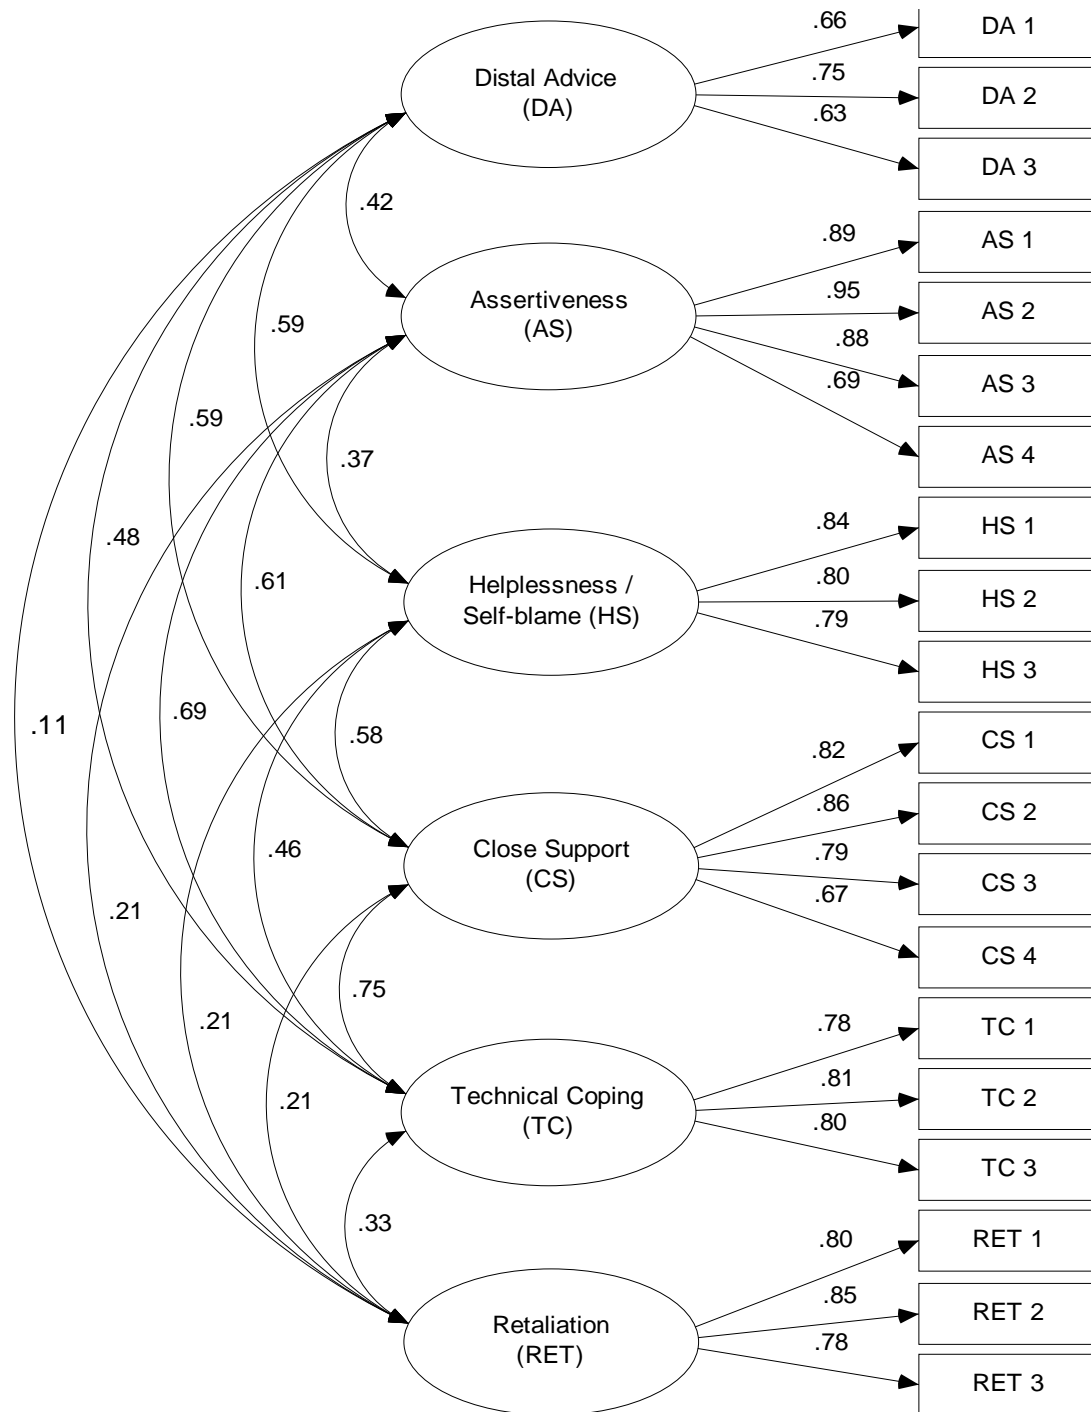 .66
DA 1
Distal Advice
(DA)
.75
DA 2
.63
DA 3
.42
.89
AS 1
Assertiveness
(AS)
.95
AS 2
.88
AS 3
.69
AS 4
.59
.59
.37
.48
.61
.84
HS 1
Helplessness /
Self-blame (HS)
.80
HS 2
.79
HS 3
.11
.69
.58
.82
CS 1
.86
CS 2
Close Support
(CS)
.79
CS 3
.67
CS 4
.46
.21
.75
.21
.21
.78
TC 1
Technical Coping
(TC)
.81
TC 2
.80
TC 3
.33
.80
RET 1
Retaliation
(RET)
.85
RET 2
.78
RET 3